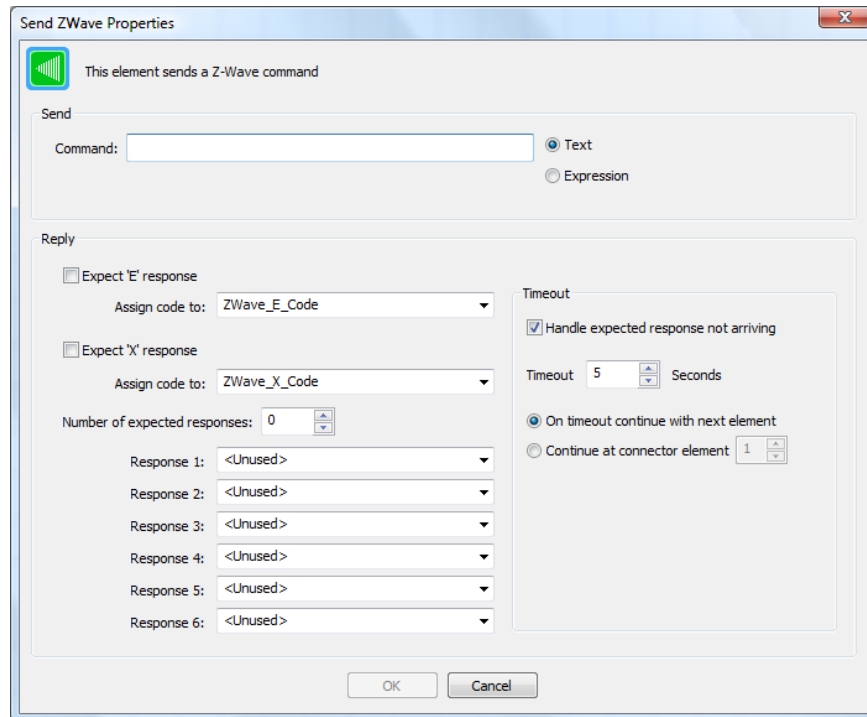 Send ZWave Properties
This element sends a Z-Wave command
Send
Command:
Text
Expression
Reply
Expect 'E' response
Assign code to: ZWave_E_Code
Expect 'X' response
Assign code to: ZWave_X_Code
Number of expected responses: 0
Response 1: <Unused>
Response 2: <Unused>
Response 3: <Unused>
Response 4: <Unused>
Response 5: <Unused>
Response 6: <Unused>
Timeout
Handle expected response not arriving
Timeout 5 Seconds
On timeout continue with next element
Continue at connector element 1
OK Cancel